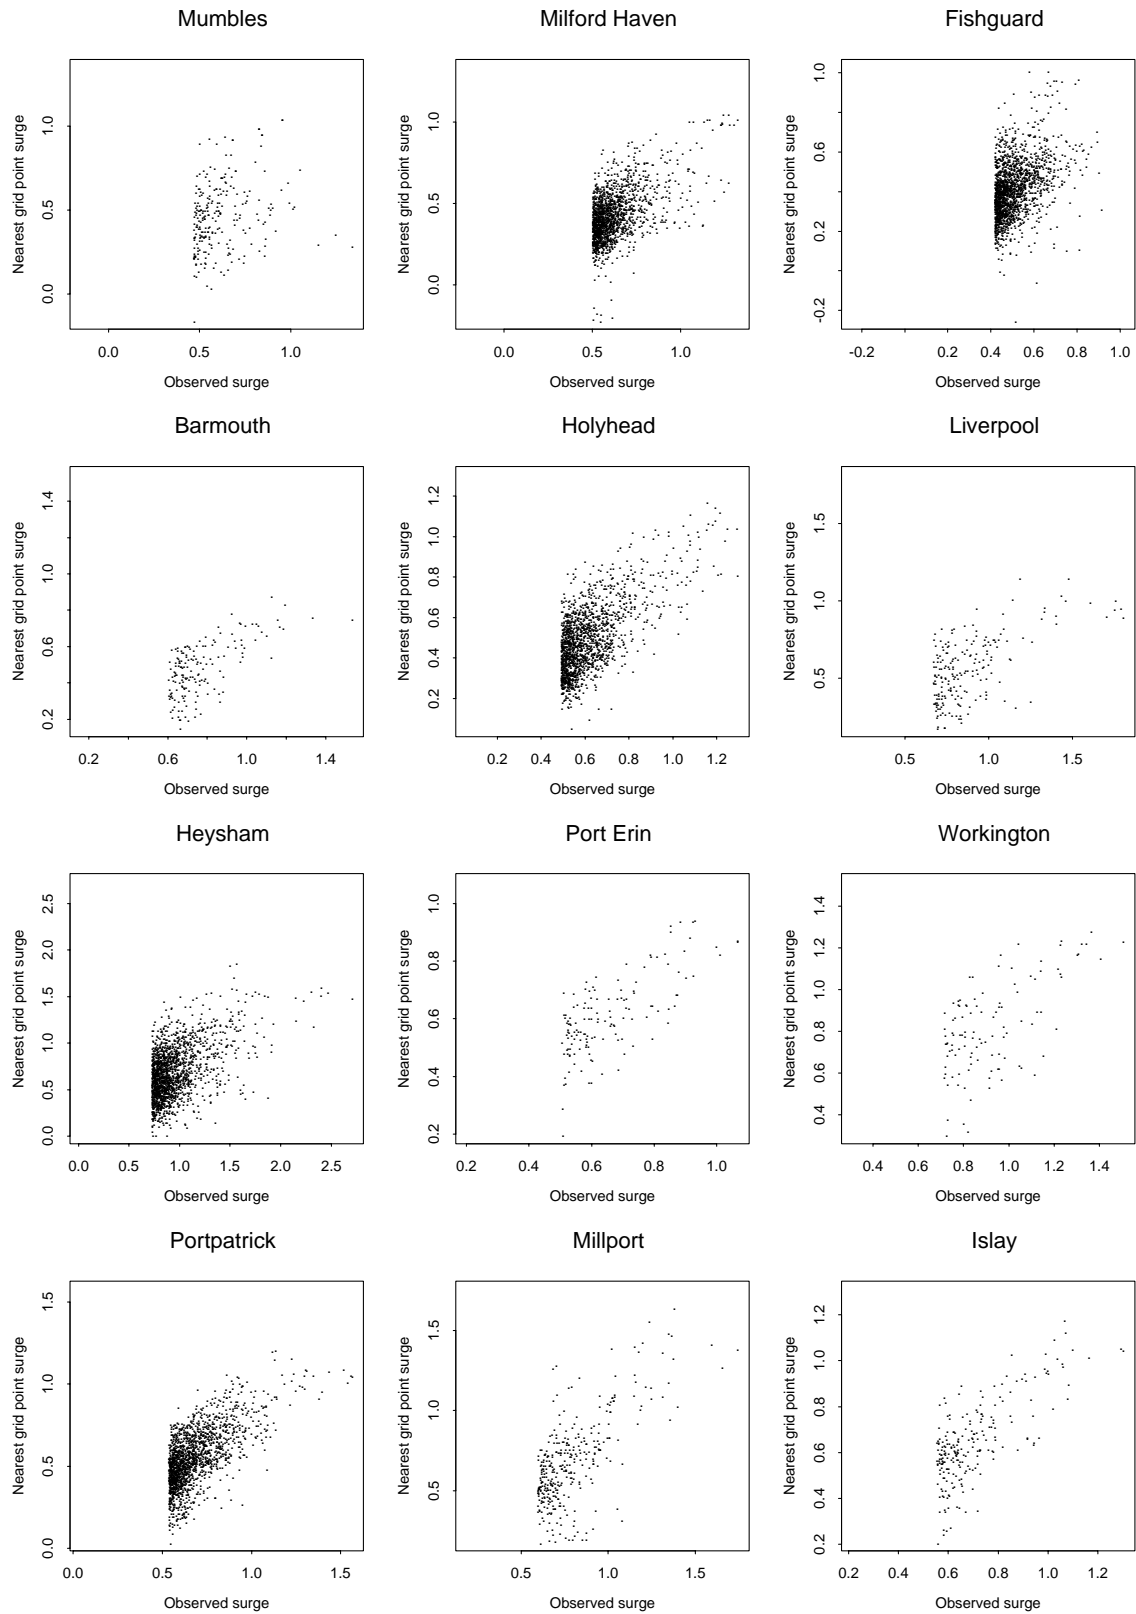 Mumbles Milford Haven Fishguard
Nearest grid point surge
0.0 0.5 1.0
0.0 0.5 1.0
Observed surge
Nearest grid point surge
0.0 0.5 1.0
0.0 0.5 1.0
Observed surge
Nearest grid point surge
-0.2 0.2 0.6 1.0
-0.2 0.2 0.4 0.6 0.8 1.0
Observed surge
Barmouth Holyhead Liverpool
Nearest grid point surge
0.2 0.6 1.0 1.4
0.2 0.6 1.0 1.4
Observed surge
Nearest grid point surge
0.2 0.4 0.6 0.8 1.0 1.2
0.2 0.4 0.6 0.8 1.0 1.2
Observed surge
Nearest grid point surge
0.5 1.0 1.5
0.5 1.0 1.5
Observed surge
Heysham Port Erin Workington
Nearest grid point surge
0.0 0.5 1.0 1.5 2.0 2.5
0.0 0.5 1.0 1.5 2.0 2.5
Observed surge
Nearest grid point surge
0.2 0.4 0.6 0.8 1.0
0.2 0.4 0.6 0.8 1.0
Observed surge
Nearest grid point surge
0.4 0.6 0.8 1.0 1.2 1.4
0.4 0.6 0.8 1.0 1.2 1.4
Observed surge
Portpatrick Millport Islay
Nearest grid point surge
0.0 0.5 1.0 1.5
0.0 0.5 1.0 1.5
Observed surge
Nearest grid point surge
0.5 1.0 1.5
0.5 1.0 1.5
Observed surge
Nearest grid point surge
0.2 0.4 0.6 0.8 1.0 1.2
0.2 0.4 0.6 0.8 1.0 1.2
Observed surge